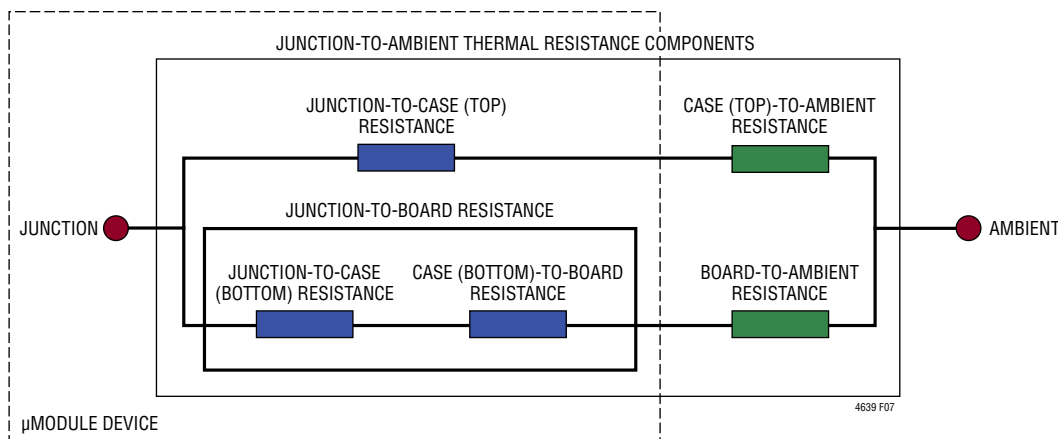 JUNCTION-TO-AMBIENT THERMAL RESISTANCE COMPONENTS
JUNCTION-TO-CASE (TOP)
RESISTANCE
CASE (TOP)-TO-AMBIENT
RESISTANCE
JUNCTION
JUNCTION-TO-BOARD RESISTANCE
AMBIENT
JUNCTION-TO-CASE
(BOTTOM) RESISTANCE
CASE (BOTTOM)-TO-BOARD
RESISTANCE
BOARD-TO-AMBIENT
RESISTANCE
4639 F07
µMODULE DEVICE